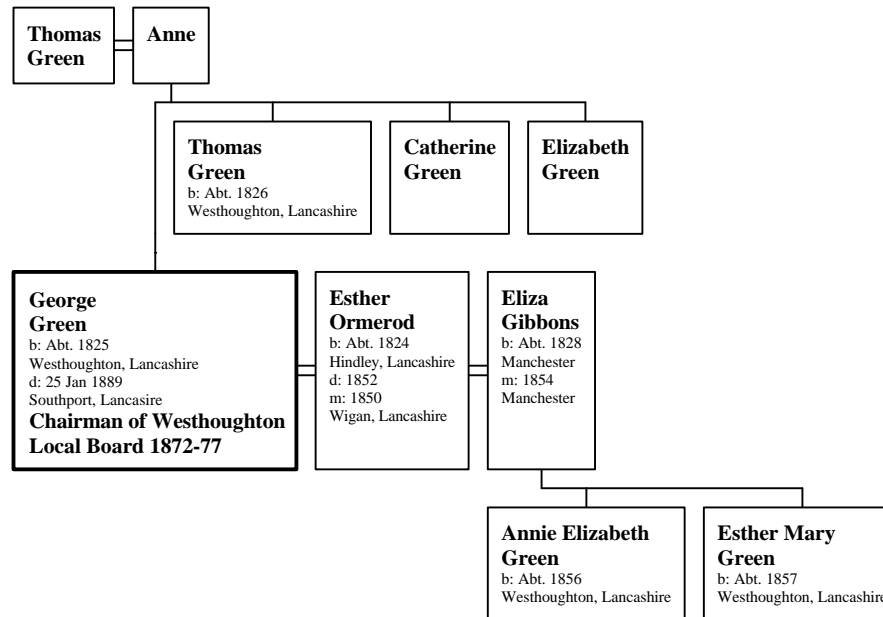 Thomas
Green
Anne
Thomas
Green
b: Abt. 1826
Westhoughton, Lancashire
Catherine
Green
Elizabeth
Green
George
Green
b: Abt. 1825
Westhoughton, Lancashire
d: 25 Jan 1889
Southport, Lancasire
Chairman of Westhoughton
Local Board 1872-77
Esther
Ormerod
b: Abt. 1824
Hindley, Lancashire
d: 1852
m: 1850
Wigan, Lancashire
Eliza
Gibbons
b: Abt. 1828
Manchester
m: 1854
Manchester
Annie Elizabeth
Green
b: Abt. 1856
Westhoughton, Lancashire
Esther Mary
Green
b: Abt. 1857
Westhoughton, Lancashire